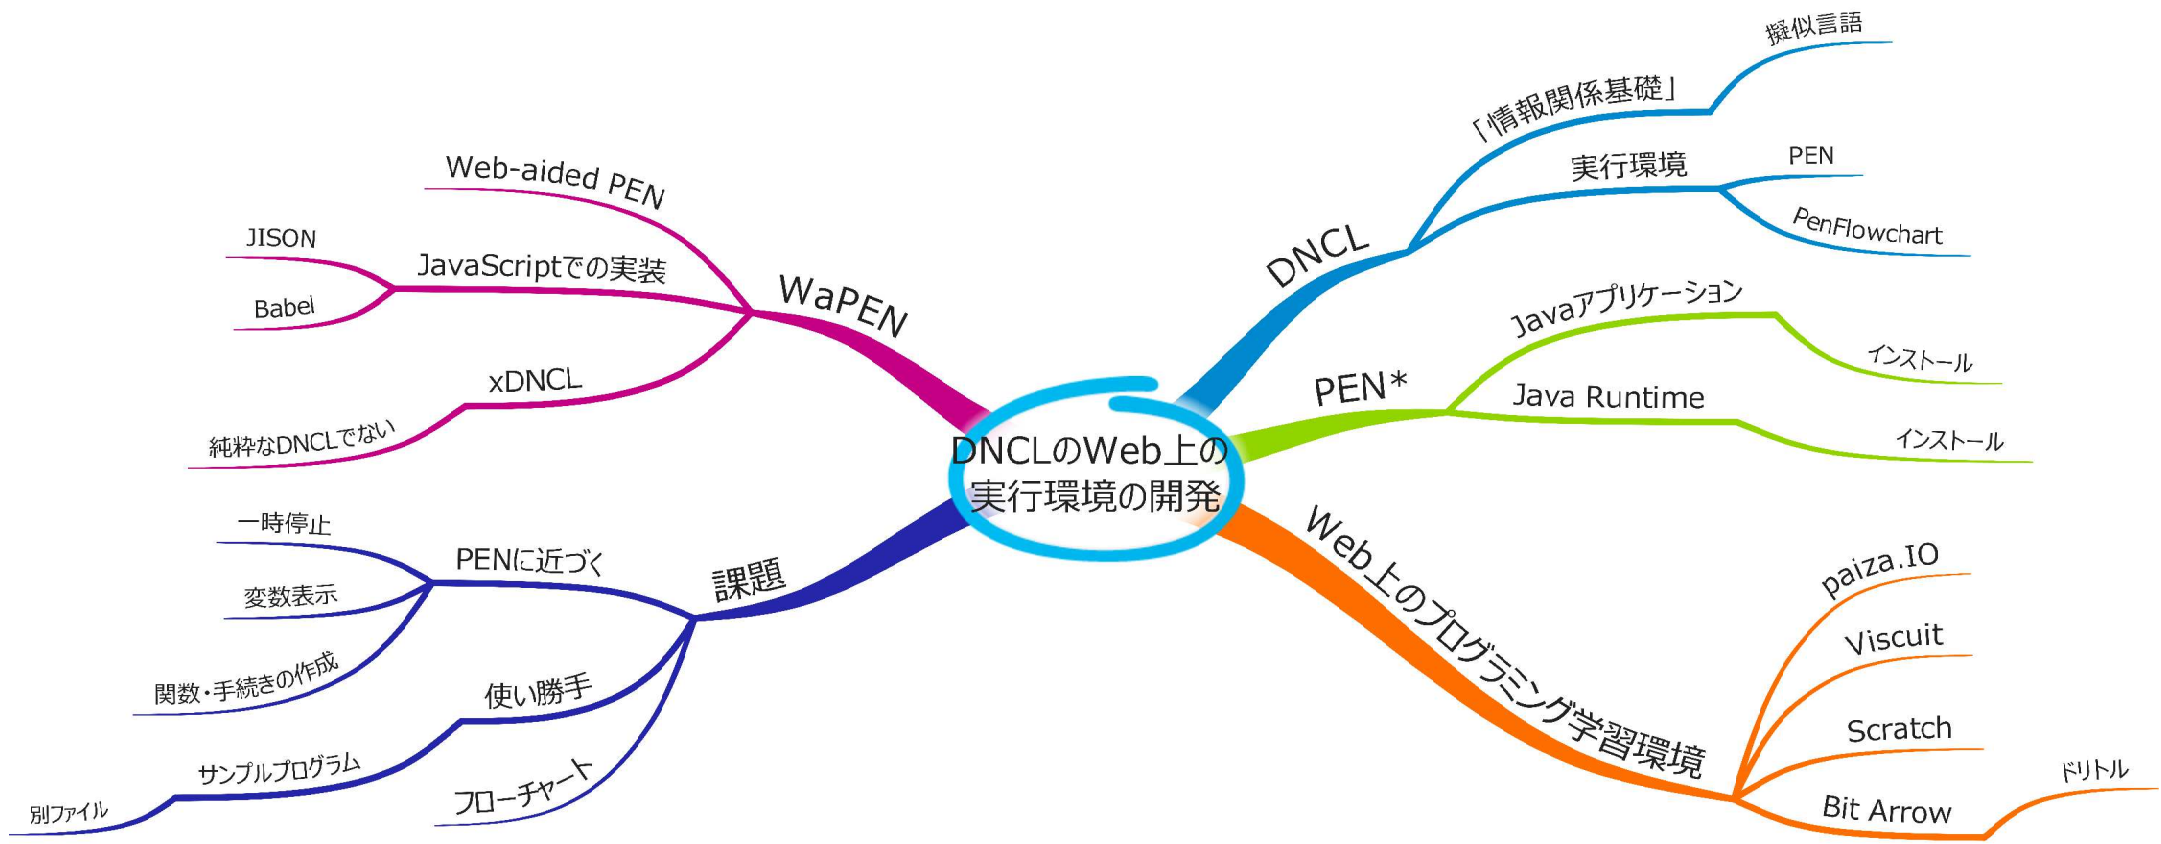 DNCLのWeb上の
実行環境の開発
DNCL
「情報関係基礎」
擬似言語
実行環境
PEN
PenFlowchart
PEN*
Javaアプリケーション
インストール
Java Runtime
インストール
Web上のプログラミング学習環境
paiza.IO
Viscuit
Scratch
Bit Arrow
ドリトル
WaPEN
Web-aided PEN
JavaScriptでの実装
JISON
Babel
xDNCL
純粋なDNCLでない
課題
PENに近づく
一時停止
変数表示
関数・手続きの作成
使い勝手
サンプルプログラム
別ファイル
フローチャート